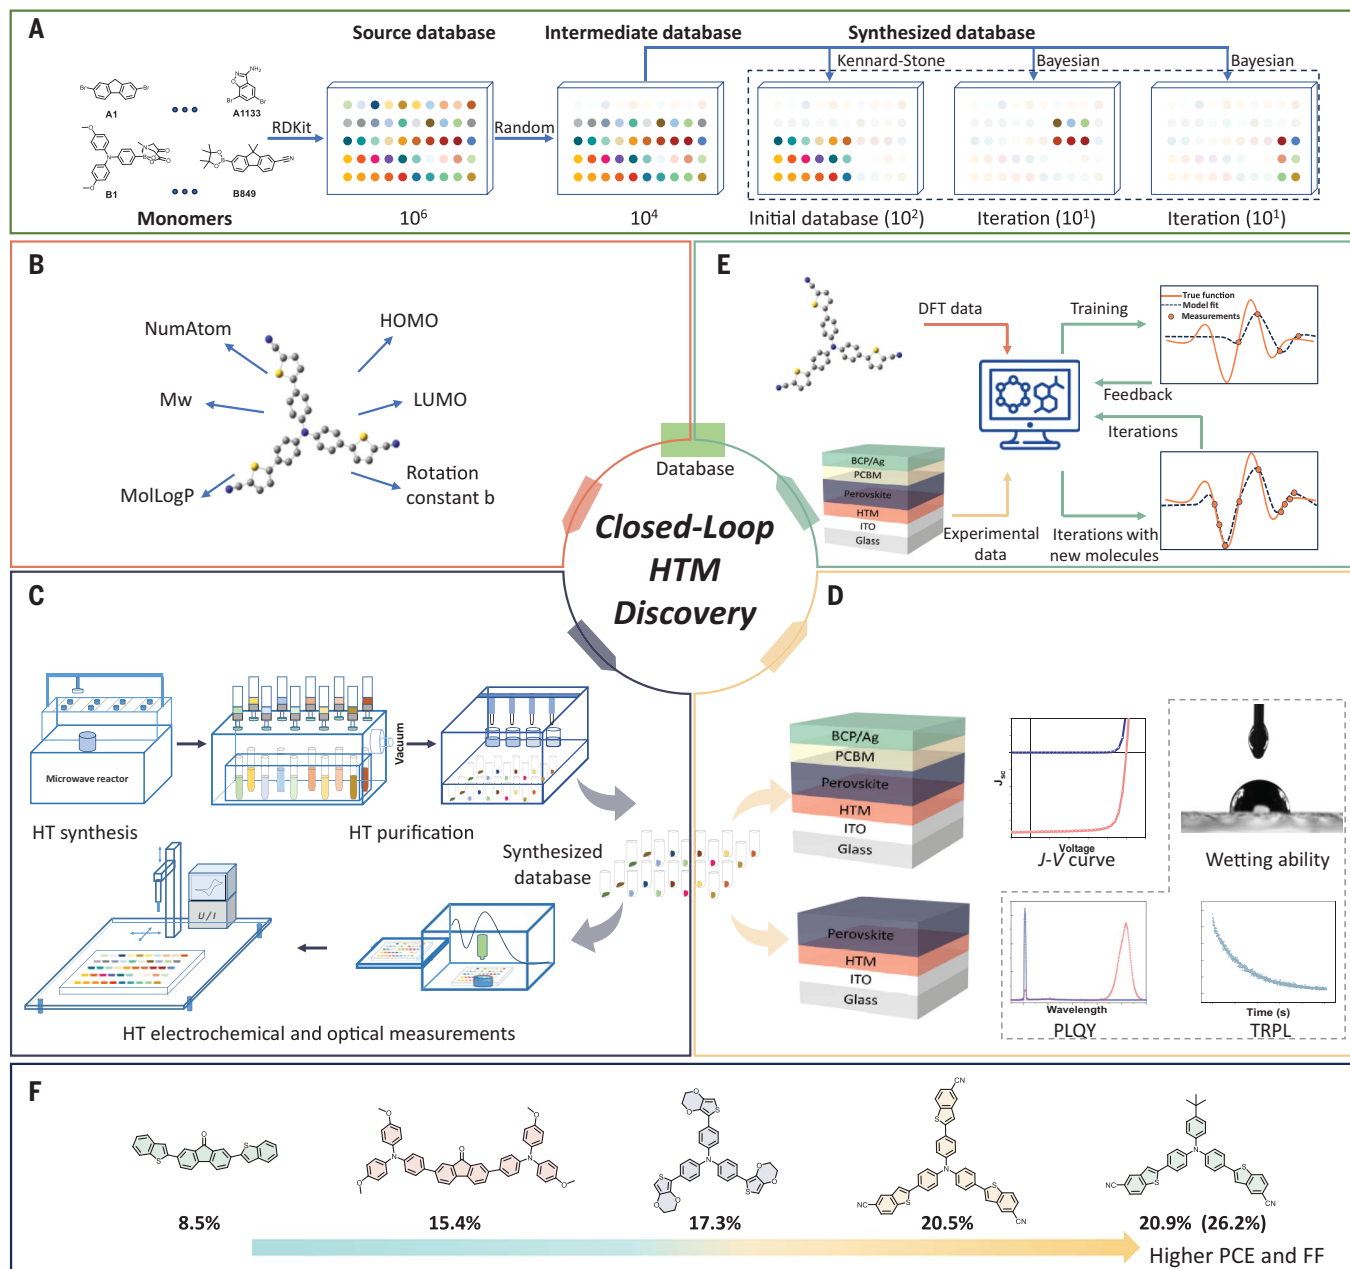 A
Source database
Intermediate database
Synthesized database
Kennard-Stone
Bayesian
Bayesian
Br
Br
A1
NH₂
N
O
Br
Br
A1133
RDKit
Random
B1
B849
Monomers
10⁶
10⁴
Initial database (10²)
Iteration (10¹)
Iteration (10¹)
B
NumAtom
HOMO
Mw
LUMO
MolLogP
Rotation
constant b
E
DFT data
Training
True function
Model fit
Measurements
Feedback
Iterations
BCP/Ag
PCBM
Perovskite
HTM
ITO
Glass
Experimental
data
Iterations with
new molecules
Database
Closed-Loop
HTM
Discovery
C
Microwave reactor
Vacuum
HT synthesis
HT purification
Synthesized
database
U/I
HT electrochemical and optical measurements
D
BCP/Ag
PCBM
Perovskite
HTM
ITO
Glass
Jsc
Voltage
J-V curve
Wetting ability
Perovskite
HTM
ITO
Glass
Wavelength
PLQY
Time (s)
TRPL
F
8.5%
15.4%
17.3%
20.5%
20.9% (26.2%)
Higher PCE and FF